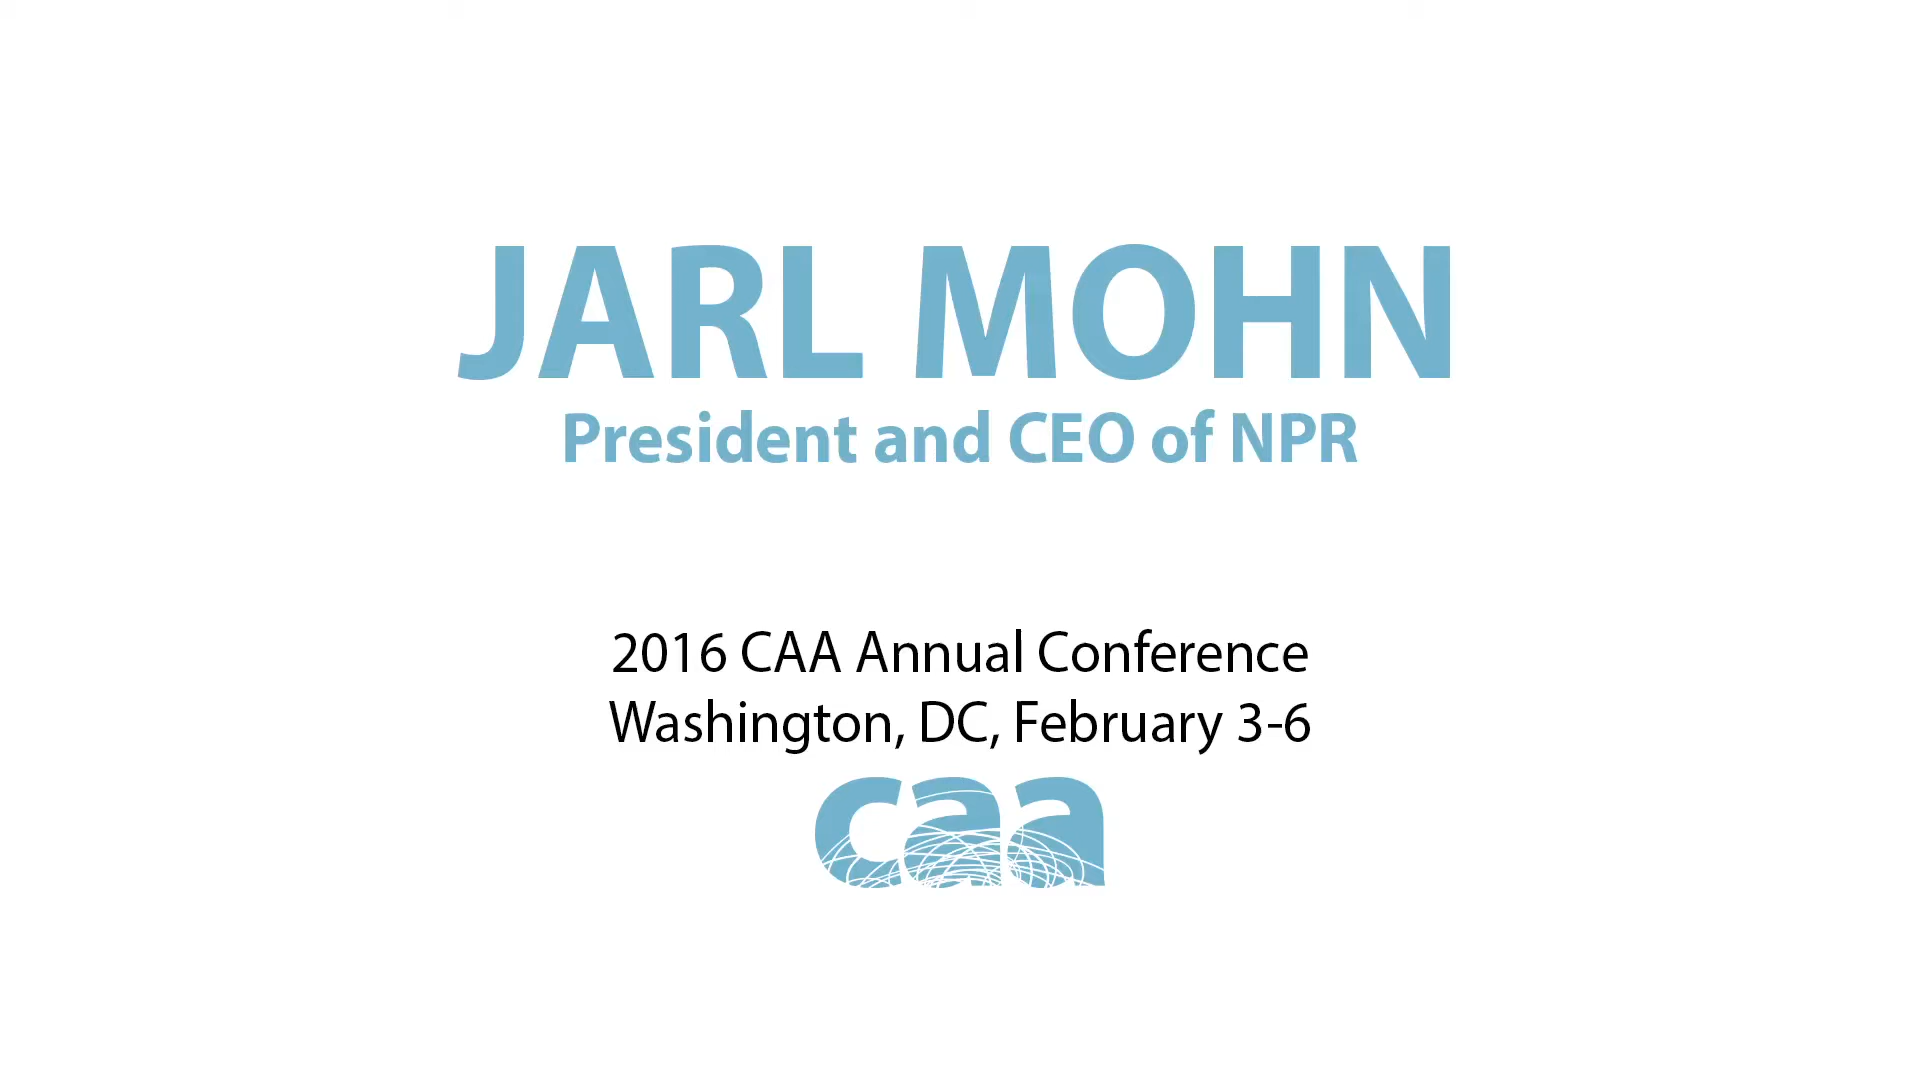 JARL MOHN
President and CEO of NPR
2016 CAA Annual Conference
Washington, DC, February 3-6
caa